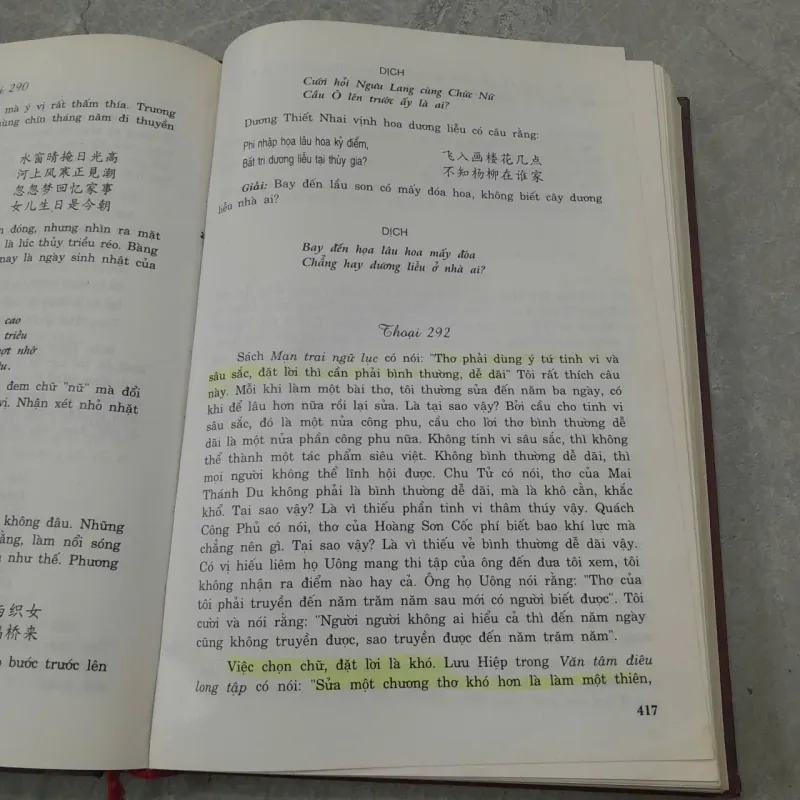 i 290
mà ý vị rất thấm thía. Trương
chín tháng năm đi thuyền
水窗晴掩日光高
河上风寒正見潮
忽忽梦回忆家事
女儿生日是今朝
đóng, nhưng nhìn ra mặt
là lúc thủy triều réo. Bàng
nay là ngày sinh nhật của
cao
triều
nhở
đem chữ "nữ" mà đổi
vị. Nhận xét nhỏ nhặt
không đâu. Những
ằng, làm nổi sóng
như thế. Phương
织女
桥来
bước trước lên
DỊCH
Cười hỏi Ngưu Lang cùng Chức Nữ
Cầu Ô lên trước ấy là ai?
Dương Thiết Nhai vịnh hoa dương liễu có câu rằng:
Phi nhập họa lâu hoa kỷ điểm, 飞入画楼花几点
Bất tri dương liễu tại thùy gia? 不知杨柳在谁家
Giải: Bay đến lầu son có mấy đóa hoa, không biết cây dương
liễu nhà ai?
DỊCH
Bay đến họa lâu hoa mấy đóa
Chẳng hay dương liễu ở nhà ai?
Thoại 292
Sách Man trai ngữ lục có nói: "Thơ phải dùng ý tứ tinh vi và
sâu sắc, đặt lời thì cần phải bình thường, dễ dãi" Tôi rất thích câu
này. Mỗi khi làm một bài thơ, tôi thường sửa đến năm ba ngày, có
khi để lâu hơn nữa rồi lại sửa. Là tại sao vậy? Bởi cầu cho tinh vi
sâu sắc, đó là một nửa công phu, cầu cho lời thơ bình thường dễ
dãi là một nửa phần công phu nữa. Không tinh vi sâu sắc, thì không
thể thành một tác phẩm siêu việt. Không bình thường dễ dãi, thì
mọi người không thể lĩnh hội được. Chu Tử có nói, thơ của Mai
Thánh Du không phải là bình thường dễ dãi, mà là khô cằn, khắc
khổ. Tại sao vậy? Là vì thiếu phần tinh vi thâm thúy vậy. Quách
Công Phủ có nói, thơ của Hoàng Sơn Cốc phí biết bao khí lực mà
chẳng nên gì. Tại sao vậy? Là vì thiếu vẻ bình thường dễ dãi vậy.
Có vị hiếu liêm họ Uông mang thi tập của ông đến đưa tôi xem, tôi
không nhận ra điểm nào hay cả. Ông họ Uông nói rằng: "Thơ của
tôi phải truyền đến năm trăm năm sau mới có người biết được". Tôi
cười và nói rằng: "Người người không ai hiểu cả thì đến năm ngày
cũng không truyền được, sao truyền được đến năm trăm năm".
Việc chọn chữ, đặt lời là khó. Lưu Hiệp trong Văn tâm điêu
long tập có nói: "Sửa một chương thơ khó hơn là làm một thiên,
417